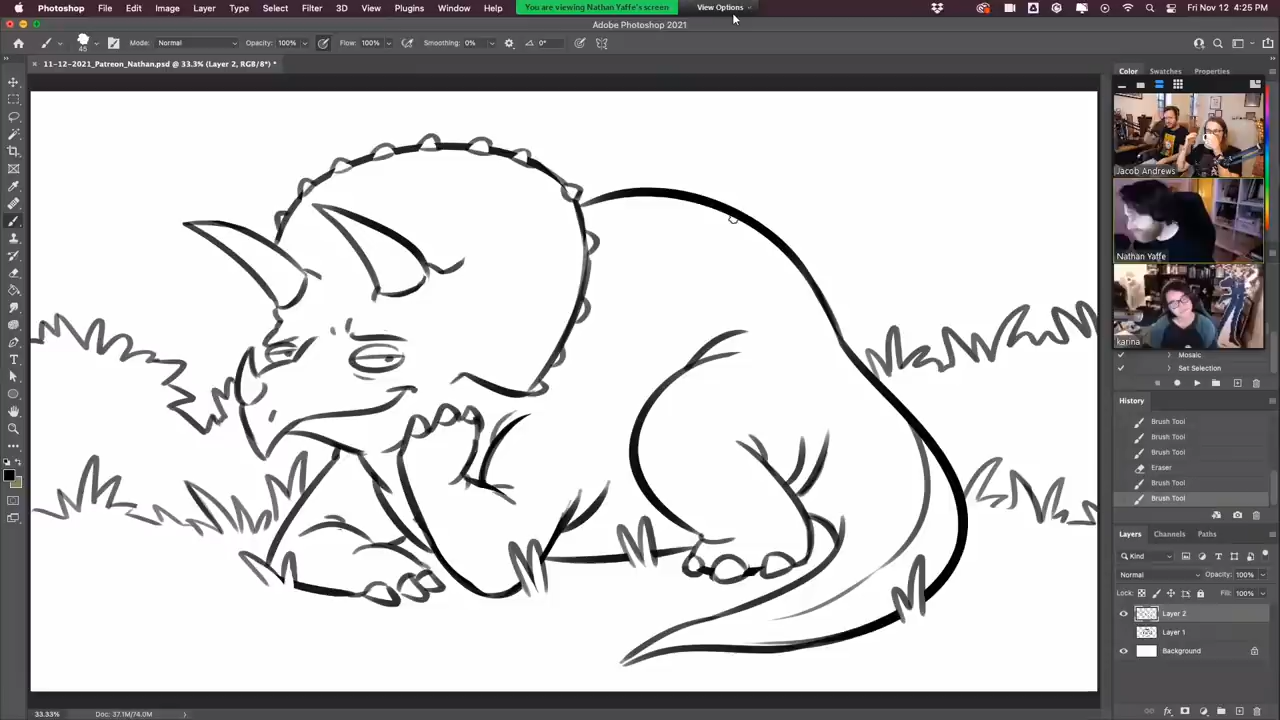 Photoshop File Edit Image Layer Type Select Filter 3D View Plugins Window Help
You are viewing Nathan Yaffe's screen View Options
Fri Nov 12 4:25 PM
Adobe Photoshop 2021
45 Mode: Normal Opacity: 100% Flow: 100% Smoothing: 0% 0°
11-12-2021_Patreon_Nathan.psd @ 33.3% (Layer 2, RGB/8*) *
Color Swatches Properties
Jacob Andrews
Nathan Yaffe
karina
Mosaic
Set Selection
History
Brush Tool
Brush Tool
Brush Tool
Eraser
Brush Tool
Brush Tool
Layers Channels Paths
Kind
Normal Opacity: 100%
Lock: Fill: 100%
Layer 2
Layer 1
Background
33.33% Doc: 37.1M/74.0M